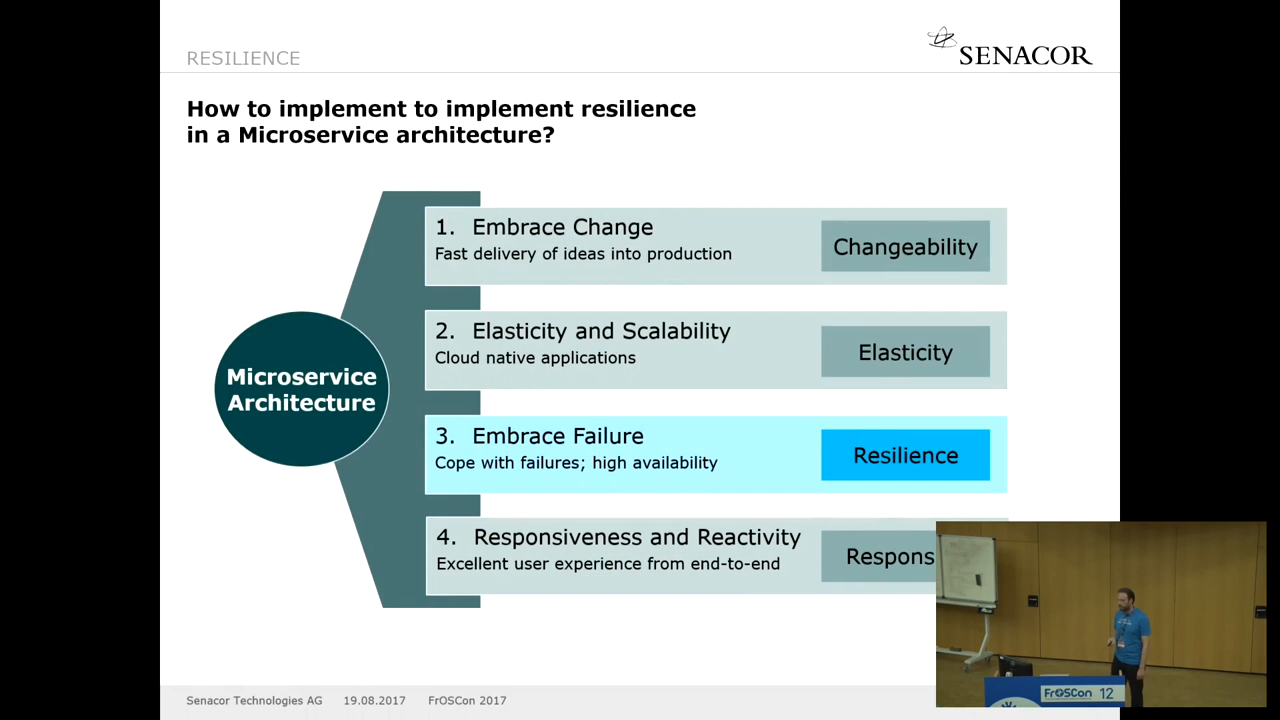 RESILIENCE
SENACOR
How to implement to implement resilience
in a Microservice architecture?
Microservice
Architecture
1. Embrace Change
Fast delivery of ideas into production
Changeability
2. Elasticity and Scalability
Cloud native applications
Elasticity
3. Embrace Failure
Cope with failures; high availability
Resilience
4. Responsiveness and Reactivity
Excellent user experience from end-to-end
Respons
Senacor Technologies AG 19.08.2017 FrOSCon 2017
FrOSCon 12